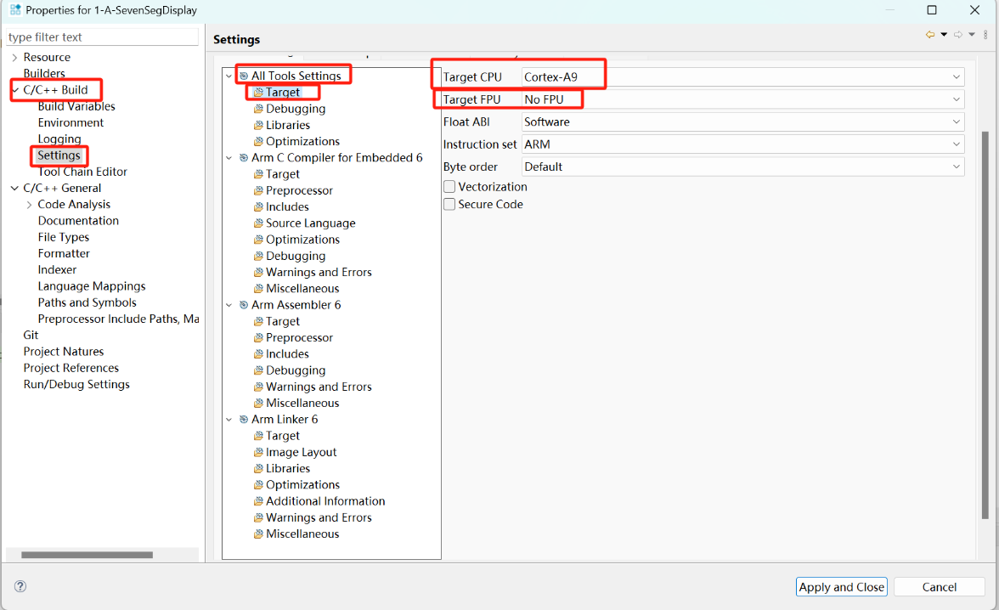 Properties for 1-A-SevenSegDisplay
type filter text
Resource
Builders
C/C++ Build
Build Variables
Environment
Logging
Settings
Tool Chain Editor
C/C++ General
Code Analysis
Documentation
File Types
Formatter
Indexer
Language Mappings
Paths and Symbols
Preprocessor Include Paths, Ma
Git
Project Natures
Project References
Run/Debug Settings
Settings
All Tools Settings
Target
Debugging
Libraries
Optimizations
Arm C Compiler for Embedded 6
Target
Preprocessor
Includes
Source Language
Optimizations
Debugging
Warnings and Errors
Miscellaneous
Arm Assembler 6
Target
Preprocessor
Includes
Debugging
Warnings and Errors
Miscellaneous
Arm Linker 6
Target
Image Layout
Libraries
Optimizations
Additional Information
Warnings and Errors
Miscellaneous
Target CPU Cortex-A9
Target FPU No FPU
Float ABI Software
Instruction set ARM
Byte order Default
Vectorization
Secure Code
Apply and Close
Cancel